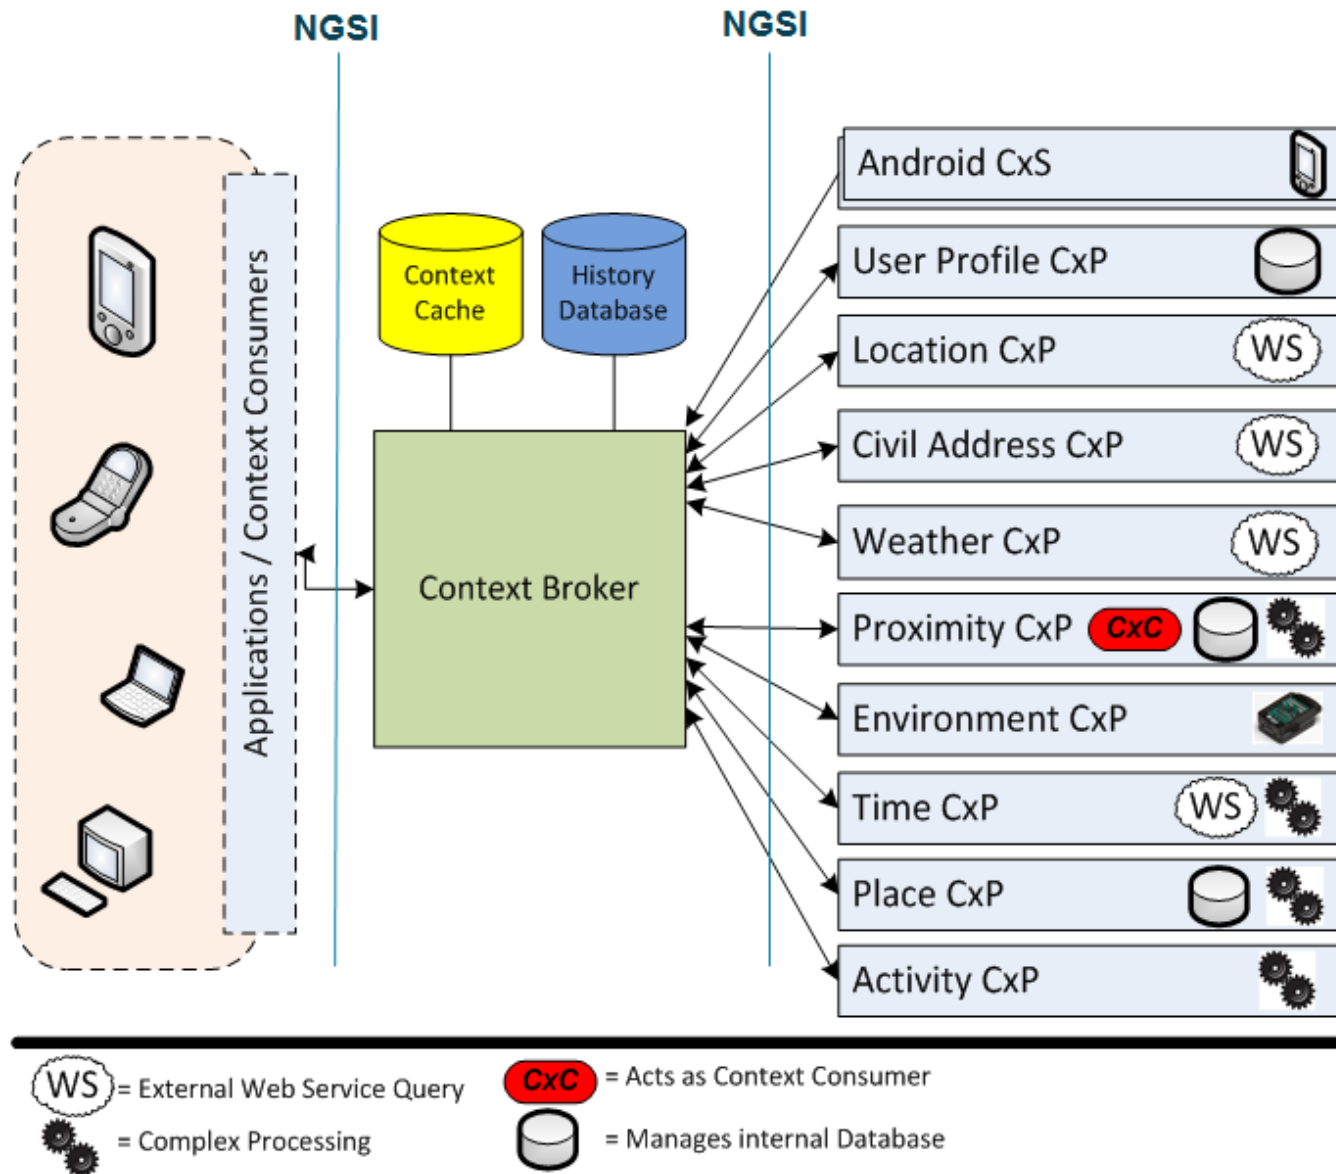 NGSI
NGSI
Applications / Context Consumers
Context
Cache
History
Database
Context Broker
Android CxS
User Profile CxP
Location CxP
WS
Civil Address CxP
WS
Weather CxP
WS
Proximity CxP
CxC
Environment CxP
Time CxP
WS
Place CxP
Activity CxP
WS = External Web Service Query
CxC = Acts as Context Consumer
= Complex Processing
= Manages internal Database